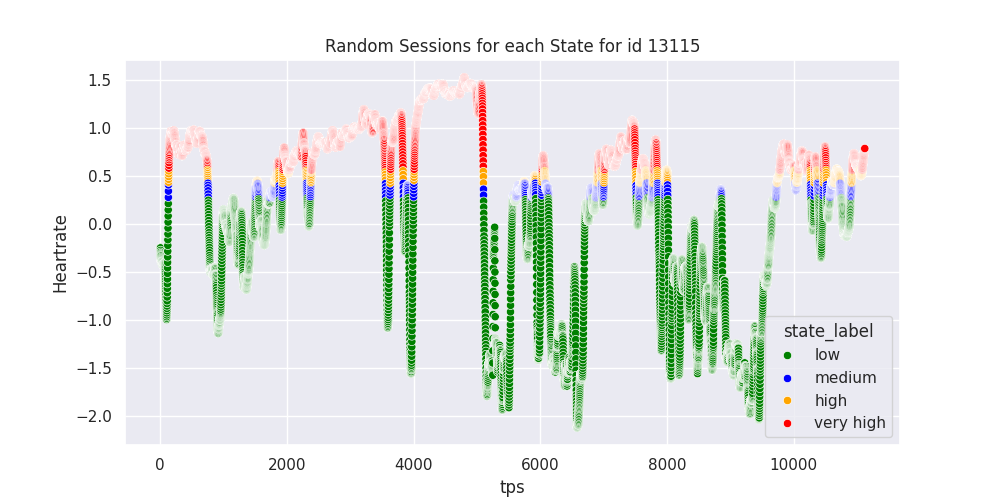 Random Sessions for each State for id 13115
Heartrate
1.5
1.0
0.5
0.0
−0.5
−1.0
−1.5
−2.0
state_label
low
medium
high
very high
0 2000 4000 6000 8000 10000
tps